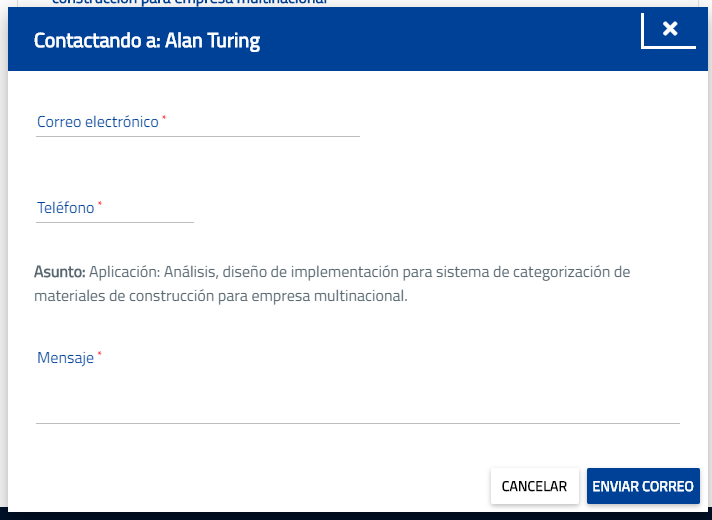 construcción para empresa multinacional
Contactando a: Alan Turing
Correo electrónico *
Teléfono *
Asunto: Aplicación: Análisis, diseño de implementación para sistema de categorización de
materiales de construcción para empresa multinacional.
Mensaje *
CANCELAR
ENVIAR CORREO